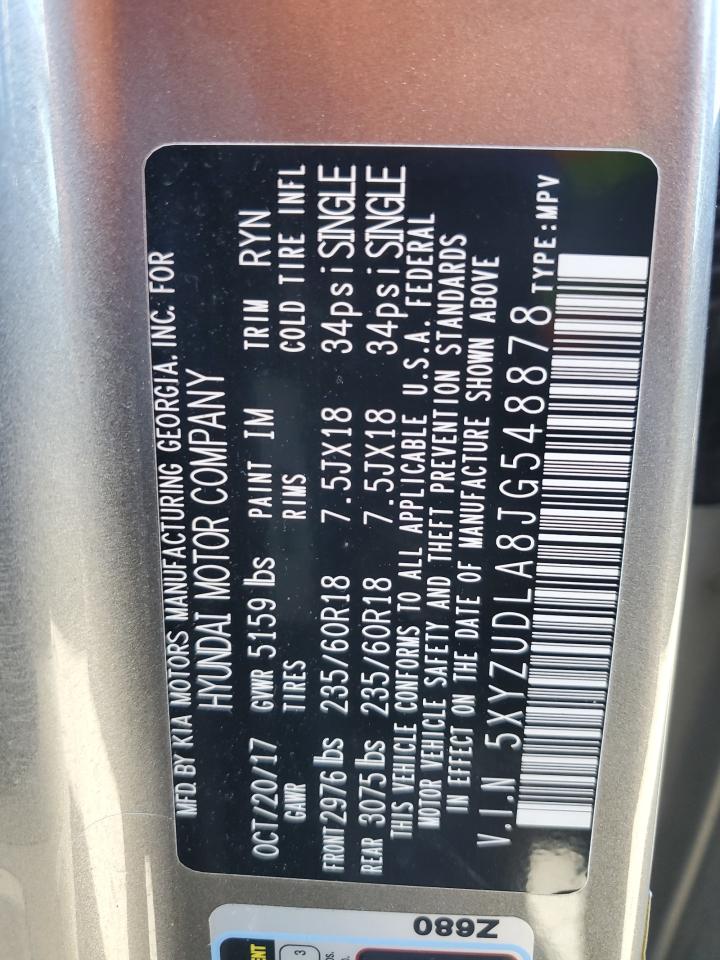 MFD. BY KIA MOTORS MANUFACTURING GEORGIA. INC. FOR
HYUNDAI MOTOR COMPANY
OCT/20/17 GVWR 5159 lbs PAINT IM TRIM RYN
GAWR TIRES RIMS COLD TIRE INFL
FRONT 2976 lbs 235/60R18 7.5JX18 34psi SINGLE
REAR 3075 lbs 235/60R18 7.5JX18 34psi SINGLE
THIS VEHICLE CONFORMS TO ALL APPLICABLE U.S.A. FEDERAL
MOTOR VEHICLE SAFETY AND THEFT PREVENTION STANDARDS
IN EFFECT ON THE DATE OF MANUFACTURE SHOWN ABOVE
V.I.N 5XYZUDLA8JG548878 TYPE:MPV
Z680
3